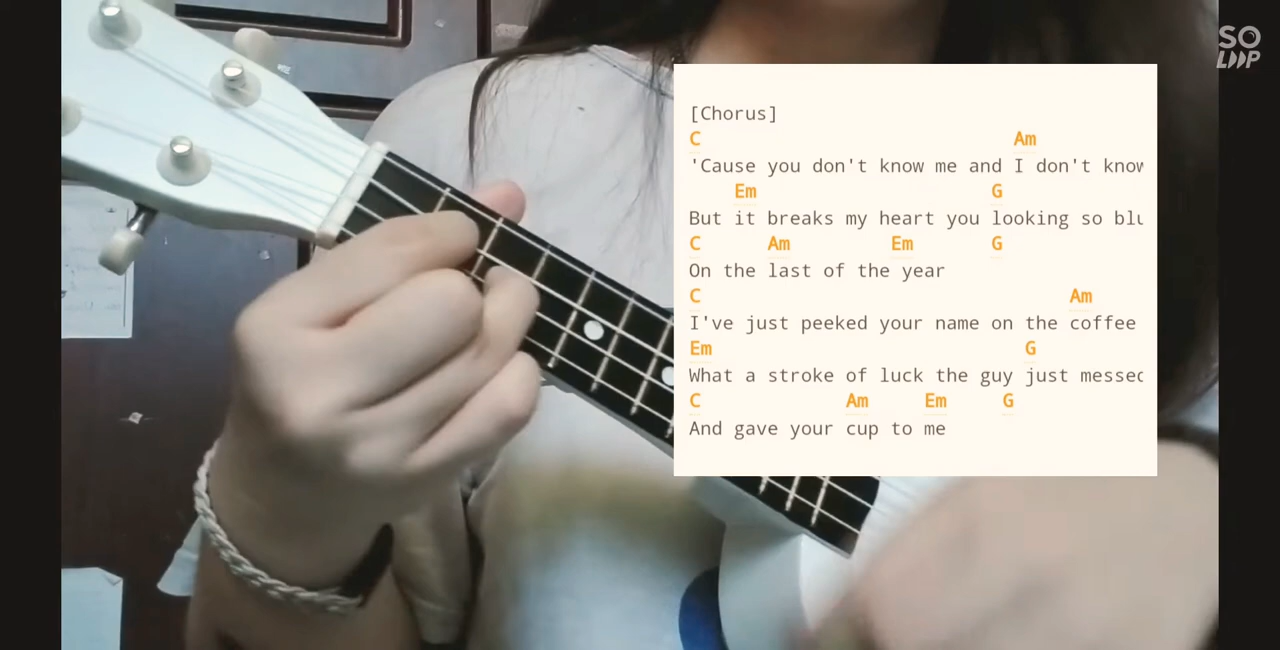 SO
LOOP
[Chorus]
C Am
'Cause you don't know me and I don't know
Em G
But it breaks my heart you looking so blu
C Am Em G
On the last of the year
C Am
I've just peeked your name on the coffee
Em G
What a stroke of luck the guy just messed
C Am Em G
And gave your cup to me